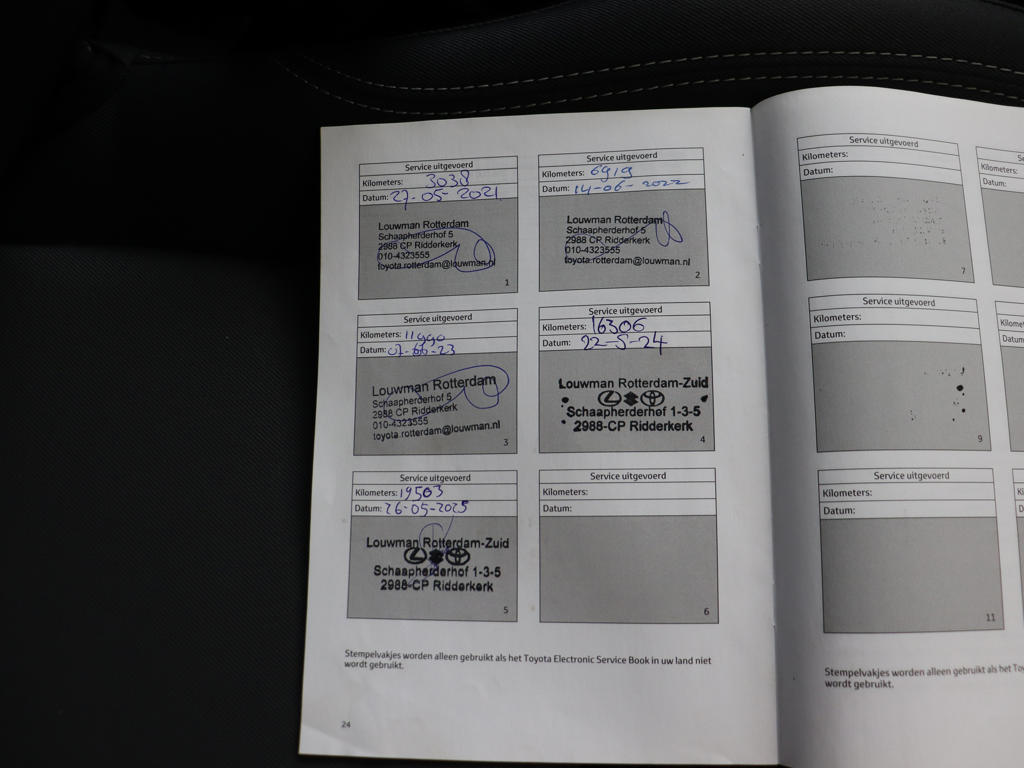 Service uitgevoerd
Kilometers: 3038
Datum: 27-05-2021
Louwman Rotterdam
Schaapherderhof 5
2988 CP Ridderkerk
010-4323555
toyota.rotterdam@louwman.nl
1
Service uitgevoerd
Kilometers: 6919
Datum: 14-06-2022
Louwman Rotterdam
Schaapherderhof 5
2988 CP Ridderkerk
010-4323555
toyota.rotterdam@louwman.nl
2
Service uitgevoerd
Kilometers: 11990
Datum: 07-06-23
Louwman Rotterdam
Schaapherderhof 5
2988 CP Ridderkerk
010-4323555
toyota.rotterdam@louwman.nl
3
Service uitgevoerd
Kilometers: 16306
Datum: 22-5-24
Louwman Rotterdam-Zuid
Schaapherderhof 1-3-5
2988-CP Ridderkerk
4
Service uitgevoerd
Kilometers: 19503
Datum: 26-05-2025
Louwman Rotterdam-Zuid
Schaapherderhof 1-3-5
2988-CP Ridderkerk
5
Service uitgevoerd
Kilometers:
Datum:
6
Stempelvakjes worden alleen gebruikt als het Toyota Electronic Service Book in uw land niet
wordt gebruikt.
24
Service uitgevoerd
Kilometers:
Datum:
7
Kilometers:
Datum:
Service uitgevoerd
Kilometers:
Datum:
9
Datum:
Service uitgevoerd
Kilometers:
Datum:
11
Stempelvakjes worden alleen gebruikt als het
wordt gebruikt.